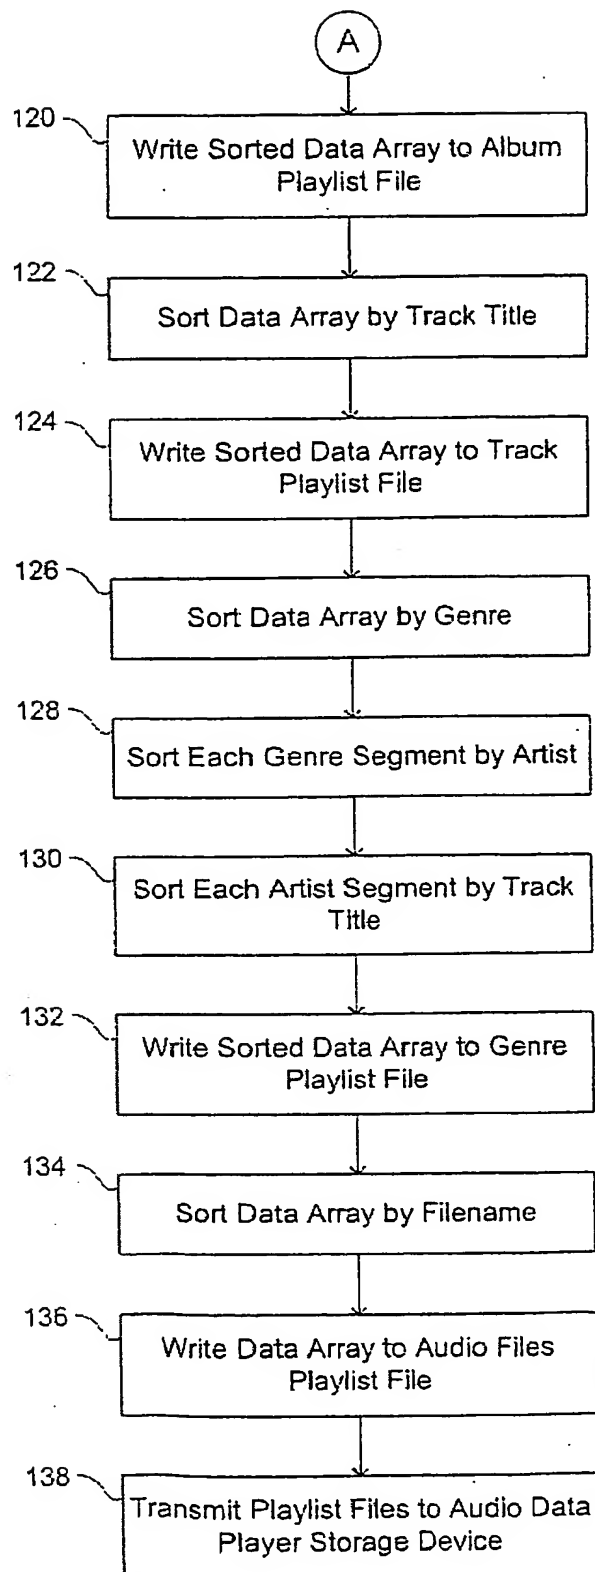 A
120
Write Sorted Data Array to Album
Playlist File
122
Sort Data Array by Track Title
124
Write Sorted Data Array to Track
Playlist File
126
Sort Data Array by Genre
128
Sort Each Genre Segment by Artist
130
Sort Each Artist Segment by Track
Title
132
Write Sorted Data Array to Genre
Playlist File
134
Sort Data Array by Filename
136
Write Data Array to Audio Files
Playlist File
138
Transmit Playlist Files to Audio Data
Player Storage Device